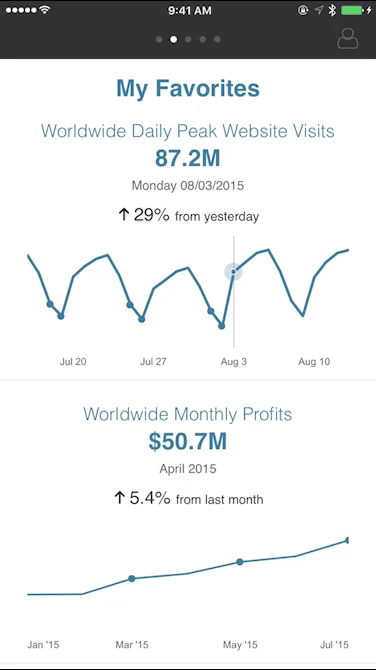 9:41 AM
My Favorites
Worldwide Daily Peak Website Visits
87.2M
Monday 08/03/2015
↑ 29% from yesterday
Jul 20 Jul 27 Aug 3 Aug 10
Worldwide Monthly Profits
$50.7M
April 2015
↑ 5.4% from last month
Jan '15 Mar '15 May '15 Jul '15